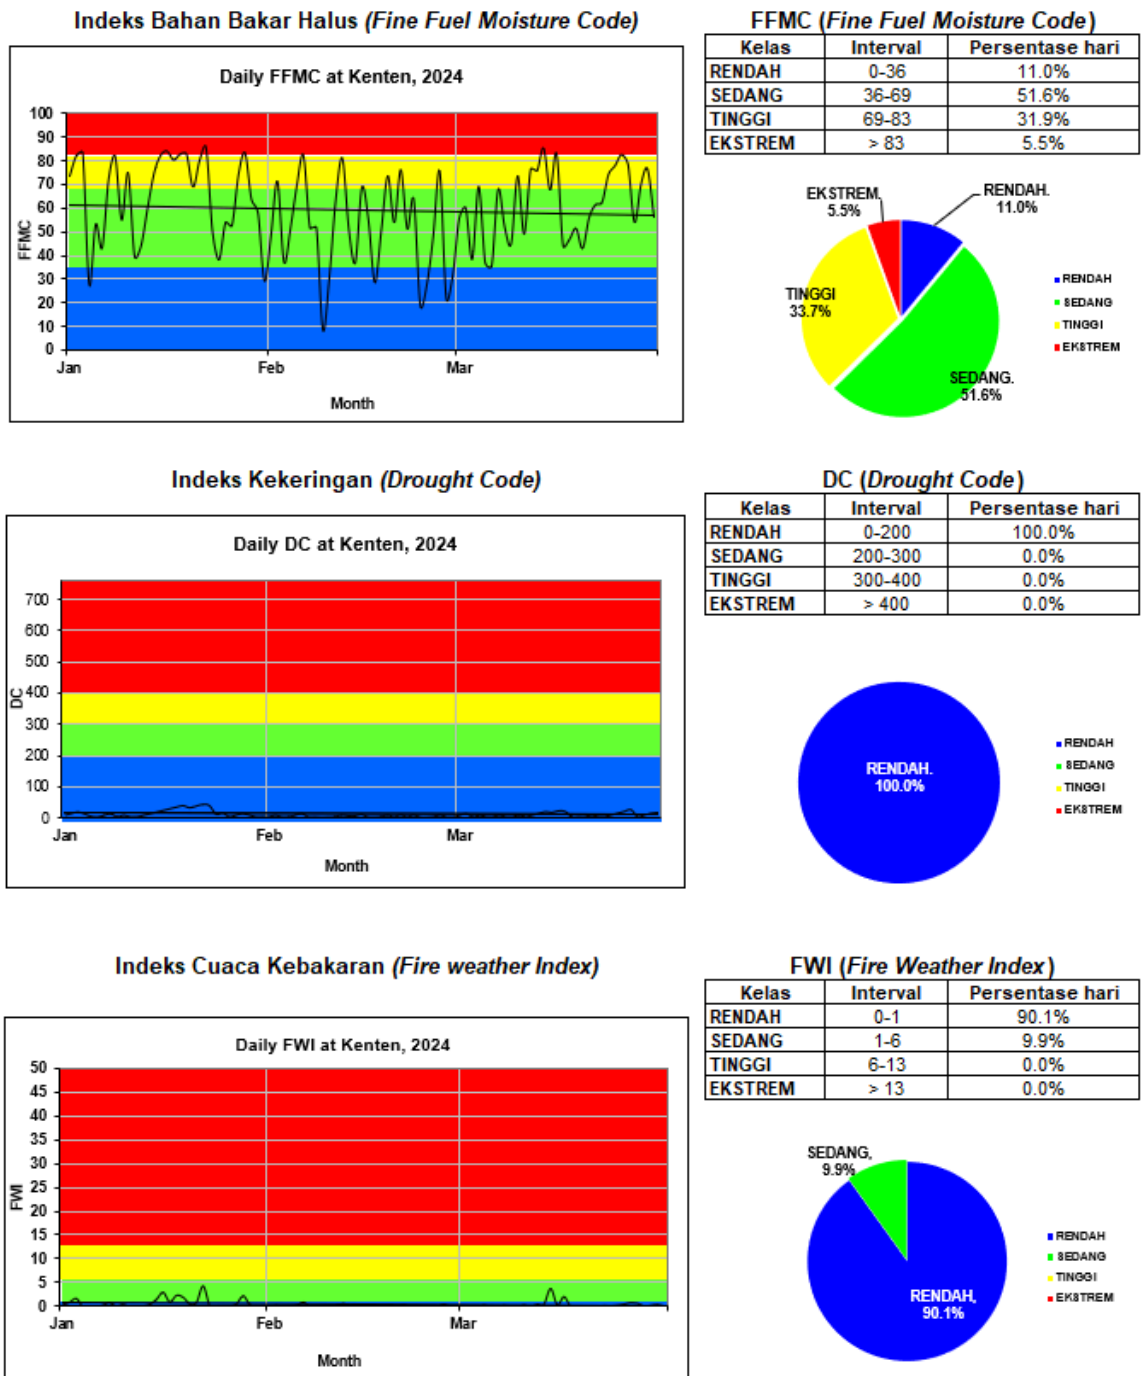 Indeks Bahan Bakar Halus (Fine Fuel Moisture Code)
Daily FFMC at Kenten, 2024
100
90
80
70
60
50
40
30
20
10
0
FFMC
Jan Feb Mar
Month
FFMC (Fine Fuel Moisture Code)
Kelas Interval Persentase hari
RENDAH 0-36 11.0%
SEDANG 36-69 51.6%
TINGGI 69-83 31.9%
EKSTREM > 83 5.5%
EKSTREM.
5.5%
RENDAH.
11.0%
TINGGI
33.7%
SEDANG.
51.6%
RENDAH
SEDANG
TINGGI
EKSTREM
Indeks Kekeringan (Drought Code)
Daily DC at Kenten, 2024
700
600
500
400
300
200
100
0
DC
Jan Feb Mar
Month
DC (Drought Code)
Kelas Interval Persentase hari
RENDAH 0-200 100.0%
SEDANG 200-300 0.0%
TINGGI 300-400 0.0%
EKSTREM > 400 0.0%
RENDAH.
100.0%
RENDAH
SEDANG
TINGGI
EKSTREM
Indeks Cuaca Kebakaran (Fire weather Index)
Daily FWI at Kenten, 2024
50
45
40
35
30
25
20
15
10
5
0
FWI
Jan Feb Mar
Month
FWI (Fire Weather Index)
Kelas Interval Persentase hari
RENDAH 0-1 90.1%
SEDANG 1-6 9.9%
TINGGI 6-13 0.0%
EKSTREM > 13 0.0%
SEDANG,
9.9%
RENDAH,
90.1%
RENDAH
SEDANG
TINGGI
EKSTREM